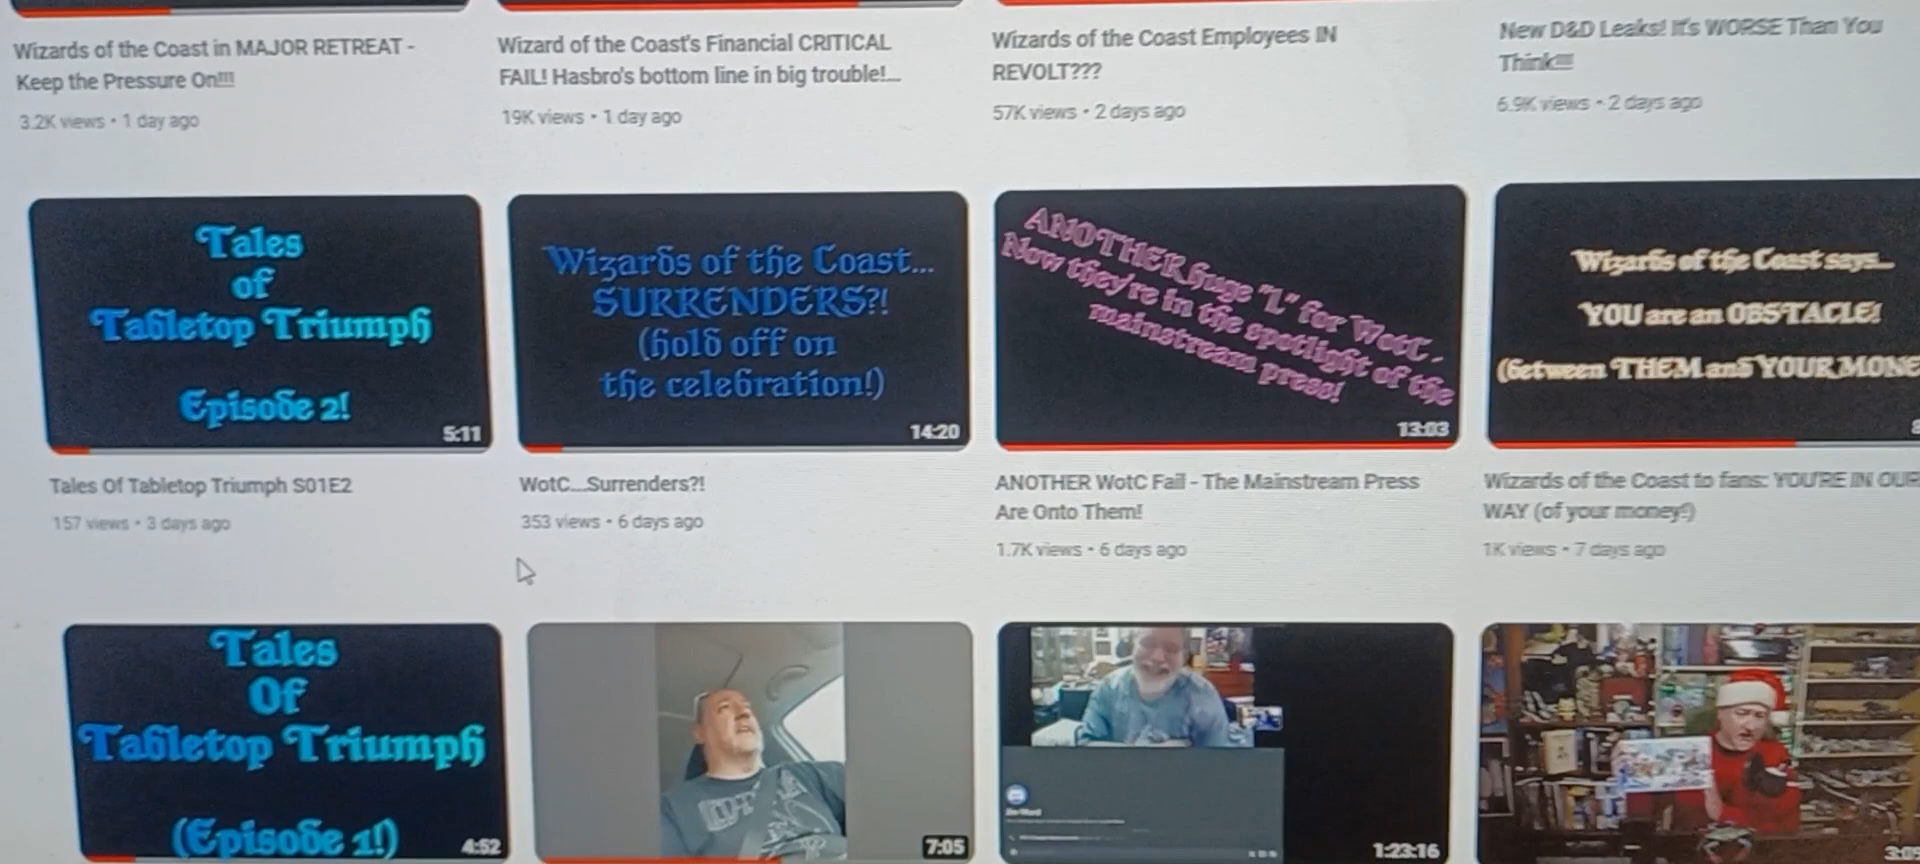 Wizards of the Coast in MAJOR RETREAT -
Keep the Pressure On!!!!
3.2K views • 1 day ago
Wizard of the Coast's Financial CRITICAL
FAIL! Hasbro's bottom line in big trouble!...
19K views • 1 day ago
Wizards of the Coast Employees IN
REVOLT???
57K views • 2 days ago
New D&D Leaks! It's WORSE Than You
Think!!!!
6.9K views • 2 days ago
Tales
of
Tabletop Triumph
Episode 2!
5:11
Wizards of the Coast...
SURRENDERS?!
(hold off on
the celebration!)
14:20
ANOTHER huge "L" for WotC.
Now they're in the spotlight of the
mainstream press!
13:03
Wizards of the Coast says...
YOU are an OBSTACLE!
(between THEM and YOUR MONE
8
Tales Of Tabletop Triumph S01E2
157 views • 3 days ago
WotC...Surrenders?!
353 views • 6 days ago
ANOTHER WotC Fail - The Mainstream Press
Are Onto Them!
1.7K views • 6 days ago
Wizards of the Coast to fans: YOU'RE IN OUR
WAY (of your money!)
1K views • 7 days ago
Tales
Of
Tabletop Triumph
(Episode 1!)
4:52
7:05
1:23:16